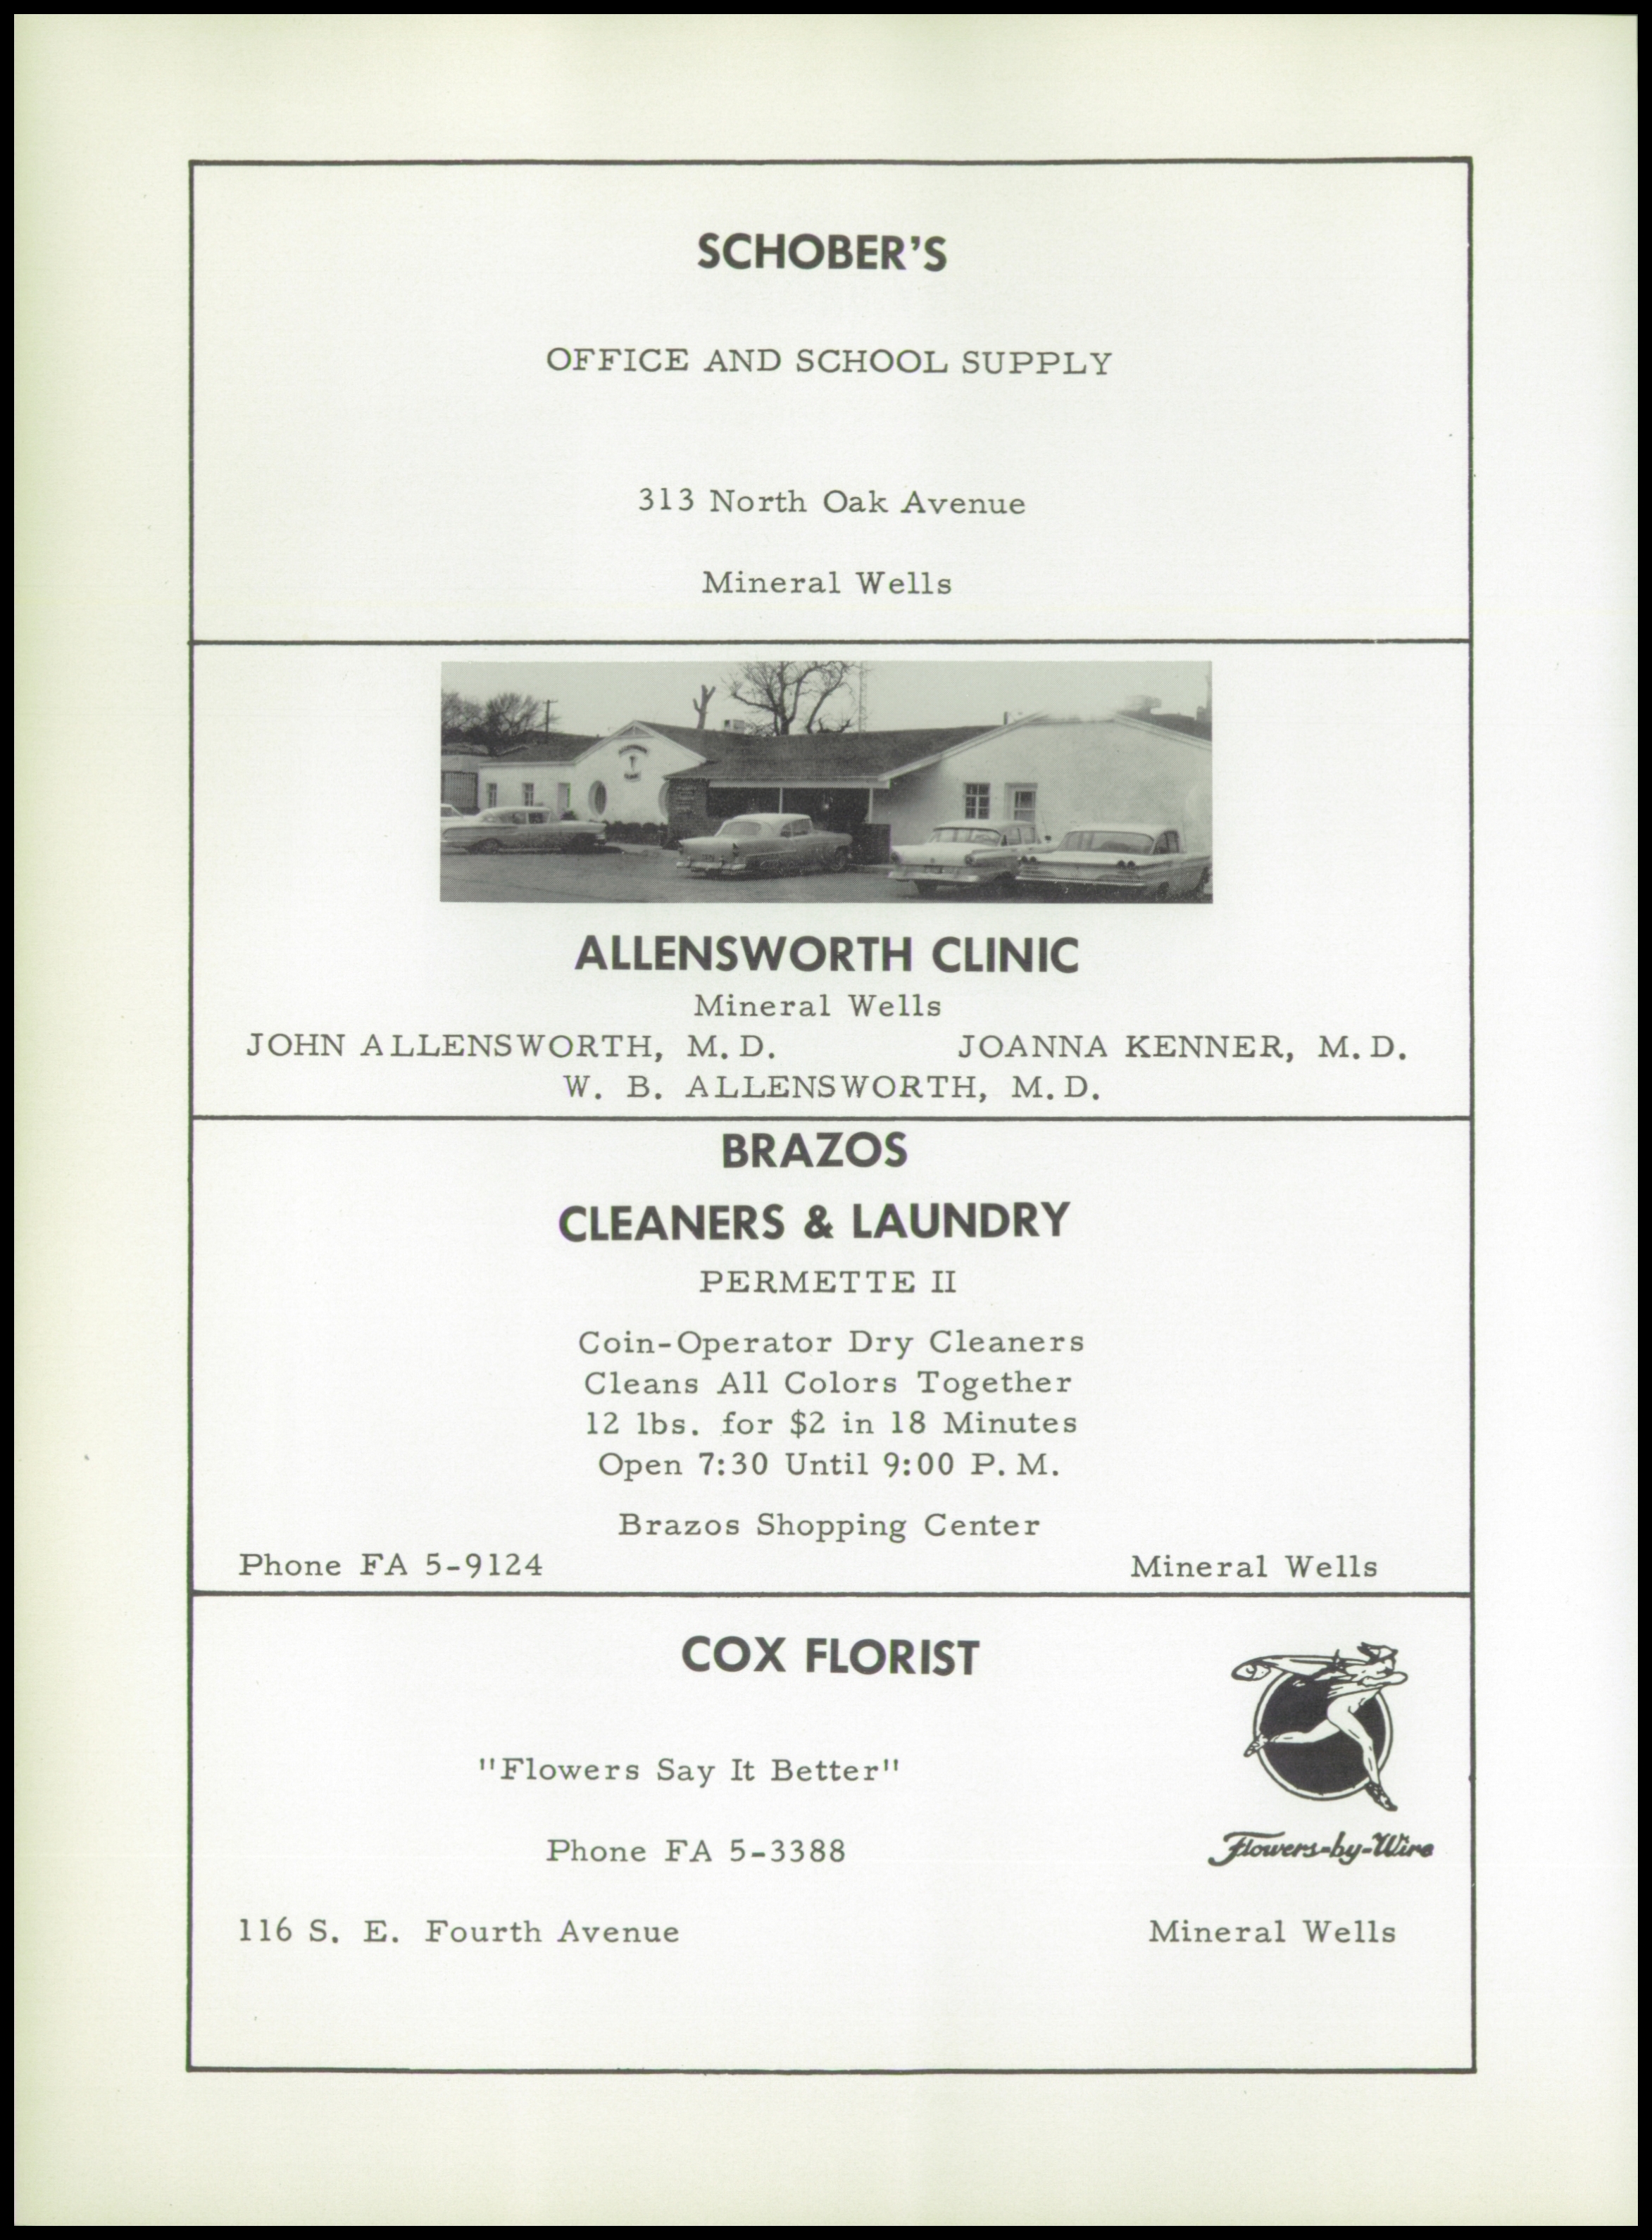 SCHOBER'S
OFFICE AND SCHOOL SUPPLY
313 North Oak Avenue
Mineral Wells
ALLENSWORTH CLINIC
Mineral Wells
JOHN ALLENSWORTH, M. D. JOANNA KENNER, M. D.
W. B. ALLENSWORTH, M. D.
BRAZOS
CLEANERS & LAUNDRY
PERMETTE II
Coin-Operator Dry Cleaners
Cleans All Colors Together
12 lbs. for $2 in 18 Minutes
Open 7:30 Until 9:00 P. M.
Brazos Shopping Center
Phone FA 5-9124 Mineral Wells
COX FLORIST
"Flowers Say It Better"
Phone FA 5-3388
Flowers-by-Wire
116 S. E. Fourth Avenue Mineral Wells